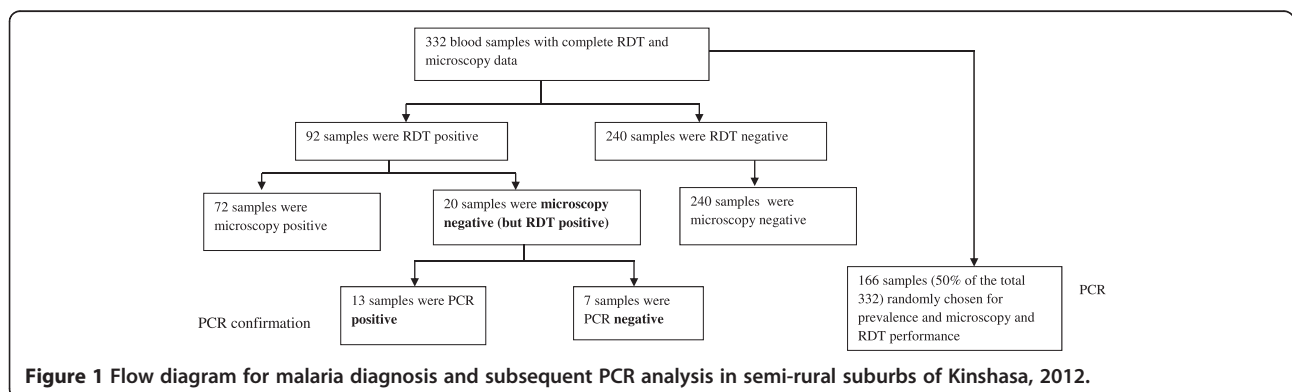 332 blood samples with complete RDT and
microscopy data
92 samples were RDT positive
240 samples were RDT negative
72 samples were
microscopy positive
20 samples were microscopy
negative (but RDT positive)
240 samples were
microscopy negative
13 samples were PCR
positive
7 samples were
PCR negative
166 samples (50% of the total
332) randomly chosen for
prevalence and microscopy and
RDT performance
PCR
PCR confirmation
Figure 1 Flow diagram for malaria diagnosis and subsequent PCR analysis in semi-rural suburbs of Kinshasa, 2012.